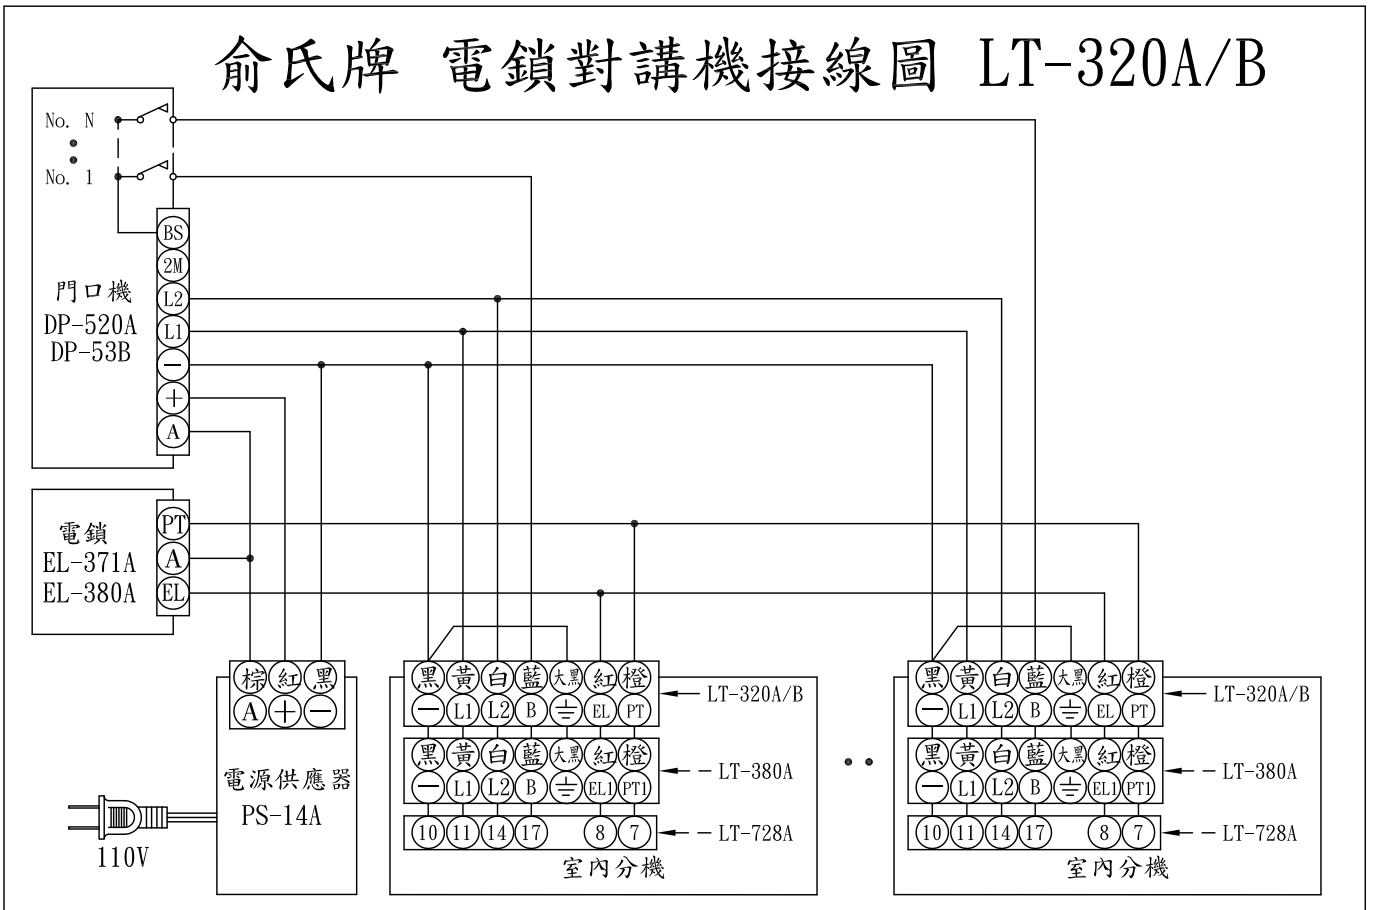 俞氏牌 電鎖對講機接線圖 LT-320A/B
No. N
No. 1
BS
2M
L2
L1
—
+
A
門口機
DP-520A
DP-53B
PT
A
EL
電鎖
EL-371A
EL-380A
棕 紅 黑
A + —
電源供應器
PS-14A
110V
黑 黃 白 藍 大黑 紅 橙
— L1 L2 B ⏚ EL PT
LT-320A/B
黑 黃 白 藍 大黑 紅 橙
— L1 L2 B ⏚ EL1 PT1
LT-380A
10 11 14 17 8 7
LT-728A
室內分機
黑 黃 白 藍 大黑 紅 橙
— L1 L2 B ⏚ EL PT
LT-320A/B
黑 黃 白 藍 大黑 紅 橙
— L1 L2 B ⏚ EL1 PT1
LT-380A
10 11 14 17 8 7
LT-728A
室內分機